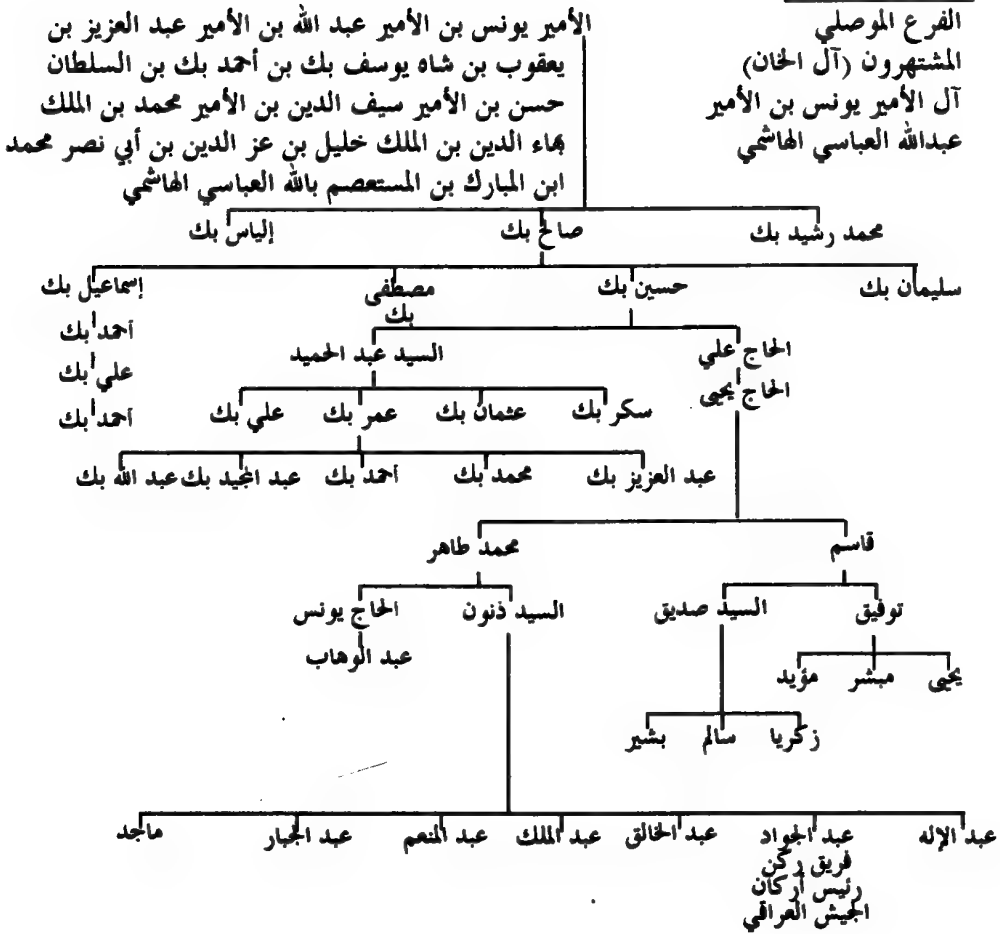 الفرع الموصلي
المشتهرون (آل الخان)
آل الأمير يونس بن الأمير
عبدالله العباسي الهاشمي
الأمير يونس بن الأمير عبد الله بن الأمير عبد العزيز بن
يعقوب بن شاه يوسف بك بن أحمد بك بن السلطان
حسن بن الأمير سيف الدين بن الأمير محمد بن الملك
بهاء الدين بن الملك خليل بن عز الدين بن أبي نصر محمد
ابن المبارك بن المستعصم بالله العباسي الهاشمي
محمد رشيد بك صالح بك إلياس بك
سليمان بك حسين بك مصطفى بك إسماعيل بك
أحمد بك
علي بك
أحمد بك
الحاج علي السيد عبد الحميد
الحاج يحيى
سكر بك عثمان بك عمر بك علي بك
عبد العزيز بك محمد بك أحمد بك عبد المجيد بك عبد الله بك
قاسم محمد طاهر
توفيق السيد صديق السيد ذنون الحاج يونس
عبد الوهاب
يحيى مبشر مؤيد
زكريا سالم بشير
عبد الإله عبد الجواد عبد الخالق عبد الملك عبد المنعم عبد الجبار ماجد
فريق ركن
رئيس أركان
الجيش العراقي